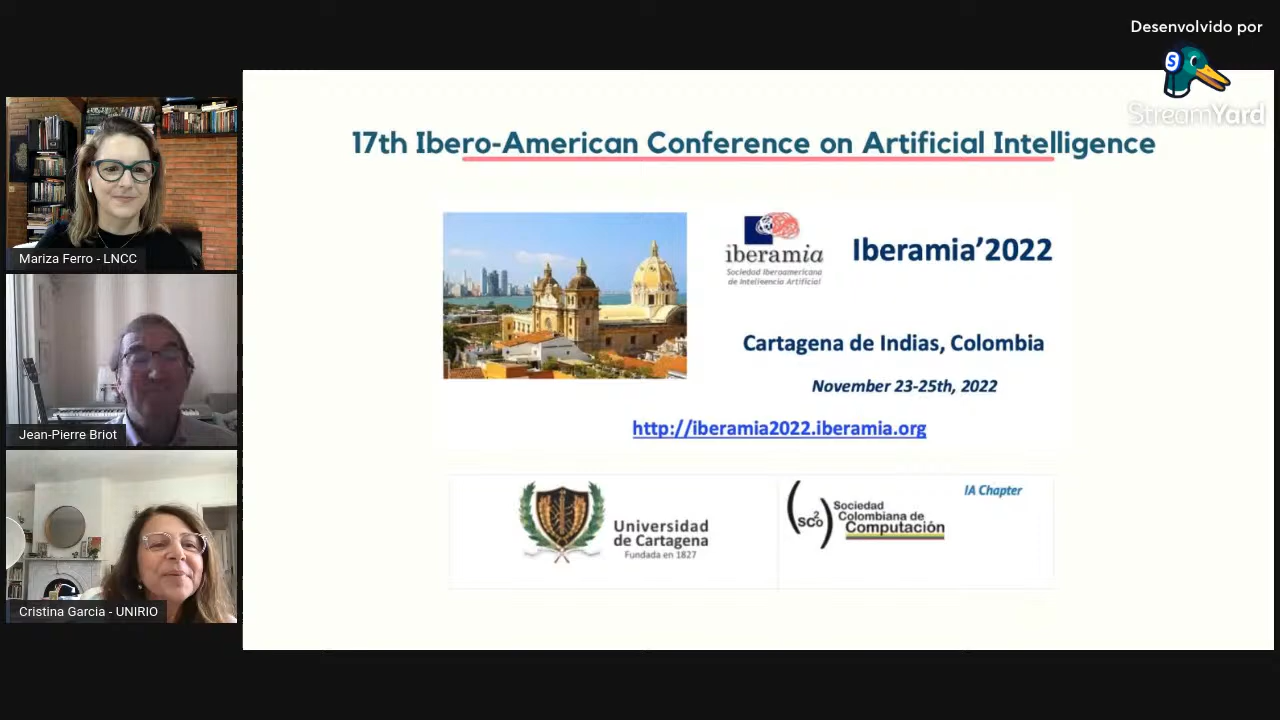 Desenvolvido por
S
StreamYard
17th Ibero-American Conference on Artificial Intelligence
iberamia
Sociedad Iberoamericana
de Inteligencia Artificial
Iberamia’2022
Cartagena de Indias, Colombia
November 23-25th, 2022
http://iberamia2022.iberamia.org
Universidad
de Cartagena
Fundada en 1827
(sco2)
Sociedad
Colombiana de
Computación
IA Chapter
Mariza Ferro - LNCC
Jean-Pierre Briot
Cristina Garcia - UNIRIO